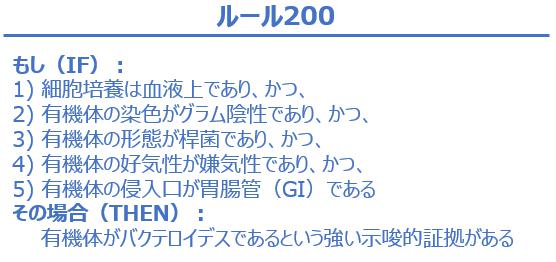 ルール200
もし（IF）：
1) 細胞培養は血液上であり、かつ、
2) 有機体の染色がグラム陰性であり、かつ、
3) 有機体の形態が桿菌であり、かつ、
4) 有機体の好気性が嫌気性であり、かつ、
5) 有機体の侵入口が胃腸管（GI）である
その場合（THEN）：
有機体がバクテロイデスであるという強い示唆的証拠がある